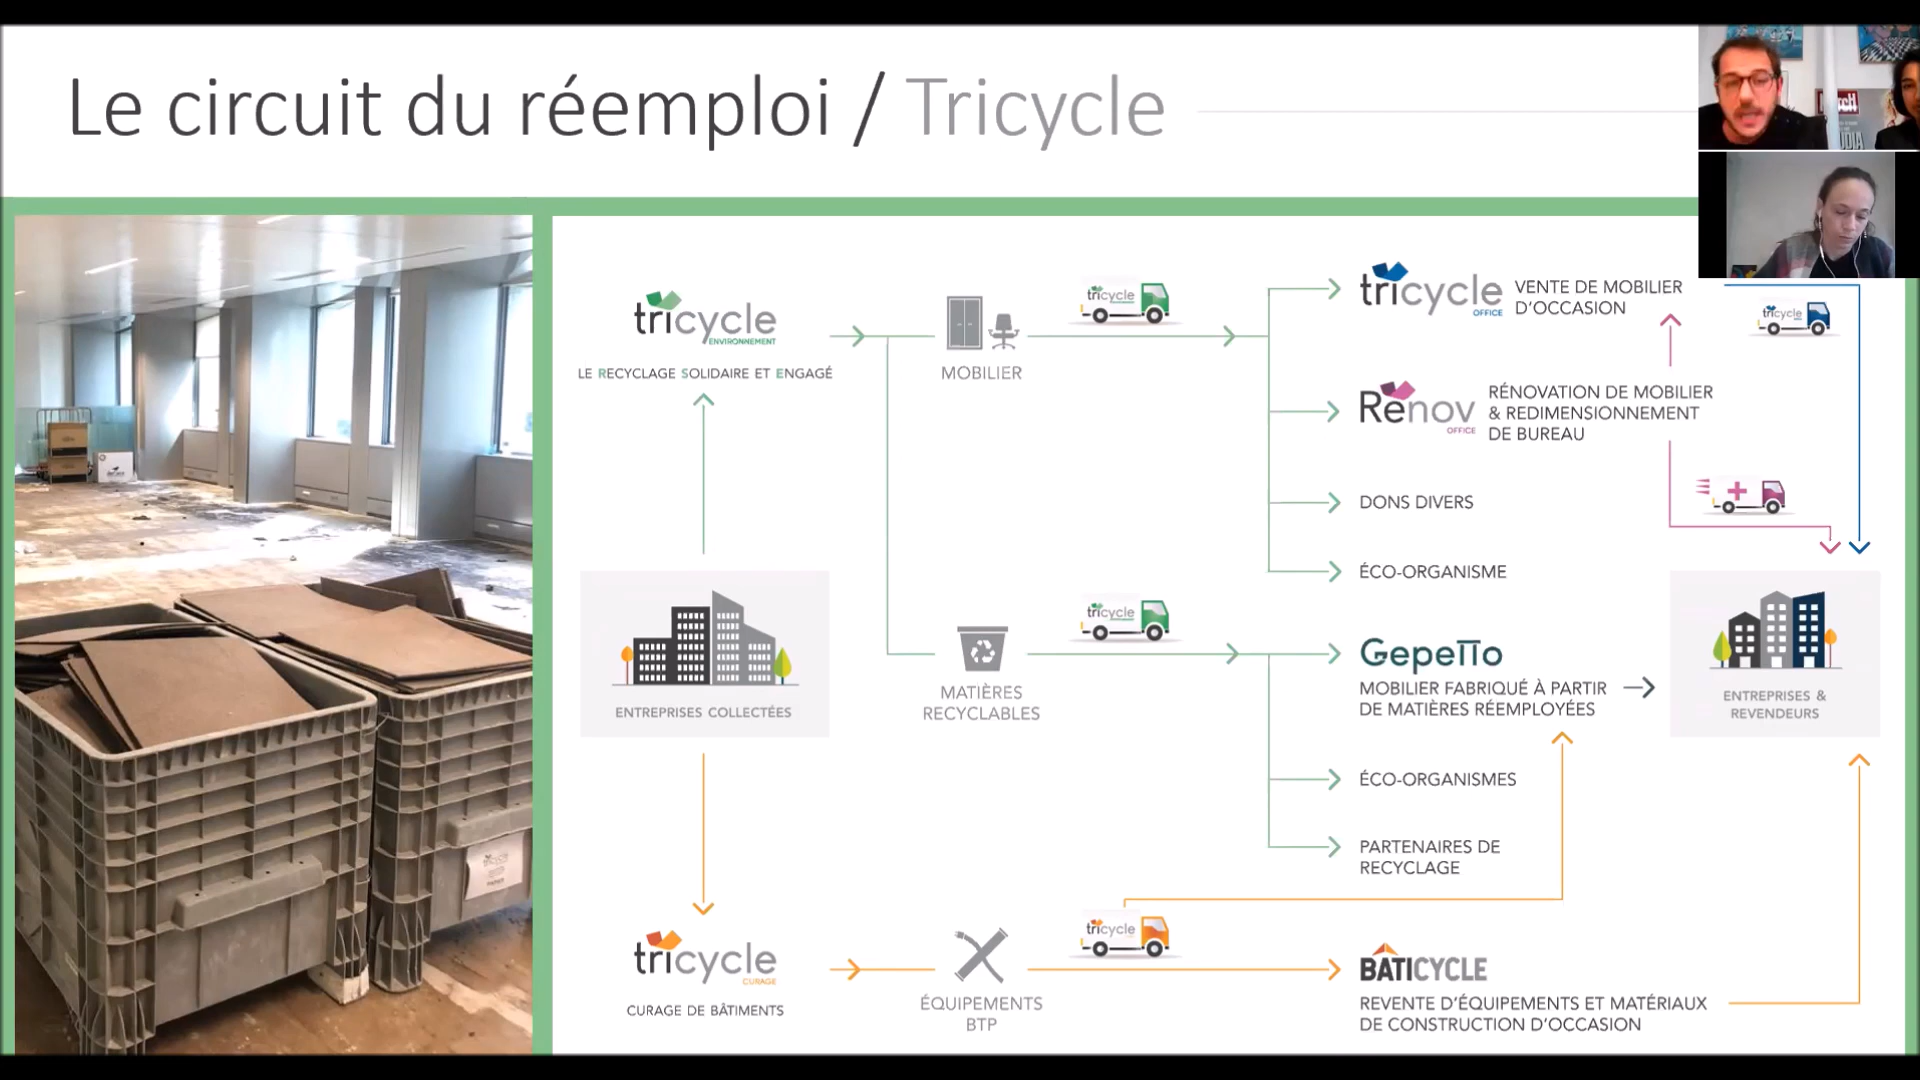 Le circuit du réemploi / Tricycle
tricycle
ENVIRONNEMENT
LE RECYCLAGE SOLIDAIRE ET ENGAGÉ
MOBILIER
tricycle
tricycle
OFFICE
VENTE DE MOBILIER
D'OCCASION
tricycle
Rénov
OFFICE
RÉNOVATION DE MOBILIER
& REDIMENSIONNEMENT
DE BUREAU
DONS DIVERS
ÉCO-ORGANISME
ENTREPRISES COLLECTÉES
MATIÈRES
RECYCLABLES
tricycle
GepeTTo
MOBILIER FABRIQUÉ À PARTIR
DE MATIÈRES RÉEMPLOYÉES
ENTREPRISES &
REVENDEURS
ÉCO-ORGANISMES
PARTENAIRES DE
RECYCLAGE
tricycle
CURAGE
CURAGE DE BÂTIMENTS
ÉQUIPEMENTS
BTP
tricycle
BÂTICYCLE
REVENTE D'ÉQUIPEMENTS ET MATÉRIAUX
DE CONSTRUCTION D'OCCASION
tricycle